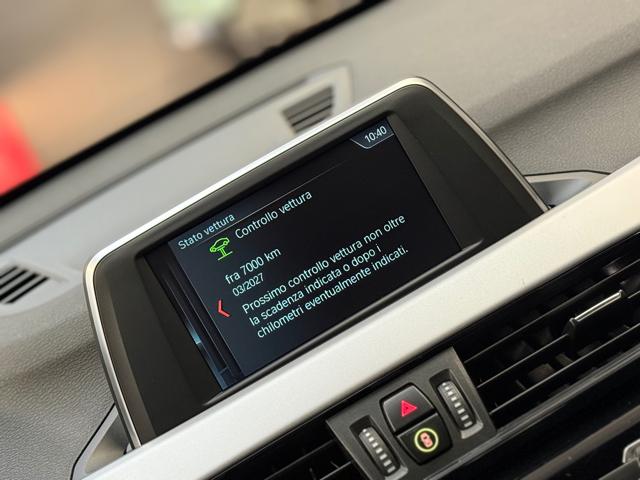 10:40
Stato vettura
Controllo vettura
fra 7000 km
03/2027
Prossimo controllo vettura non oltre
la scadenza indicata o dopo i
chilometri eventualmente indicati.